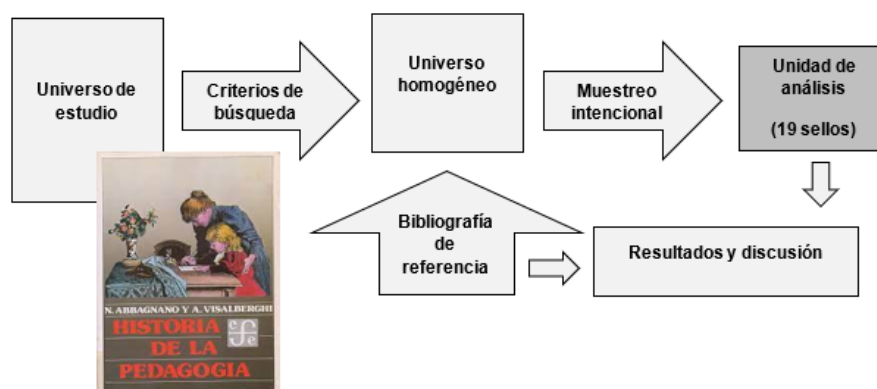 Universo de
estudio
Criterios de
búsqueda
Universo
homogéneo
Muestreo
intencional
Unidad de
análisis
(19 sellos)
Bibliografía
de
referencia
Resultados y discusión
N. ABBAGNANO Y A. VISALBERGHI
HISTORIA
DE LA
PEDAGOGIA
cfe